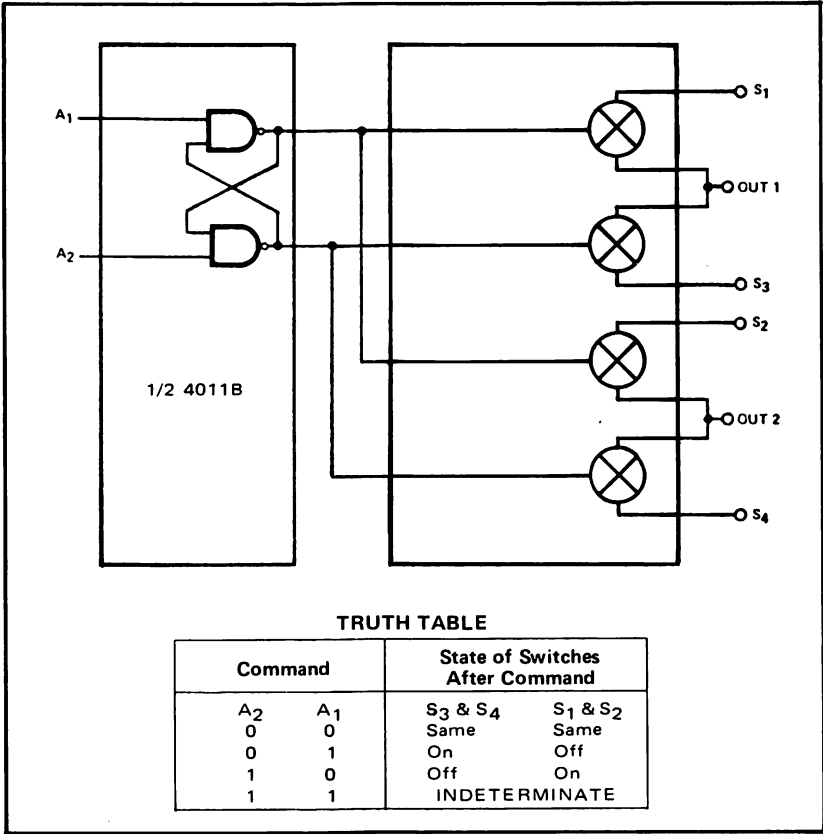 A1
A2
1/2 4011B
S1
OUT 1
S3
S2
OUT 2
S4
TRUTH TABLE
Command State of Switches After Command
A2 A1 S3 & S4 S1 & S2
0 0 Same Same
0 1 On Off
1 0 Off On
1 1 INDETERMINATE